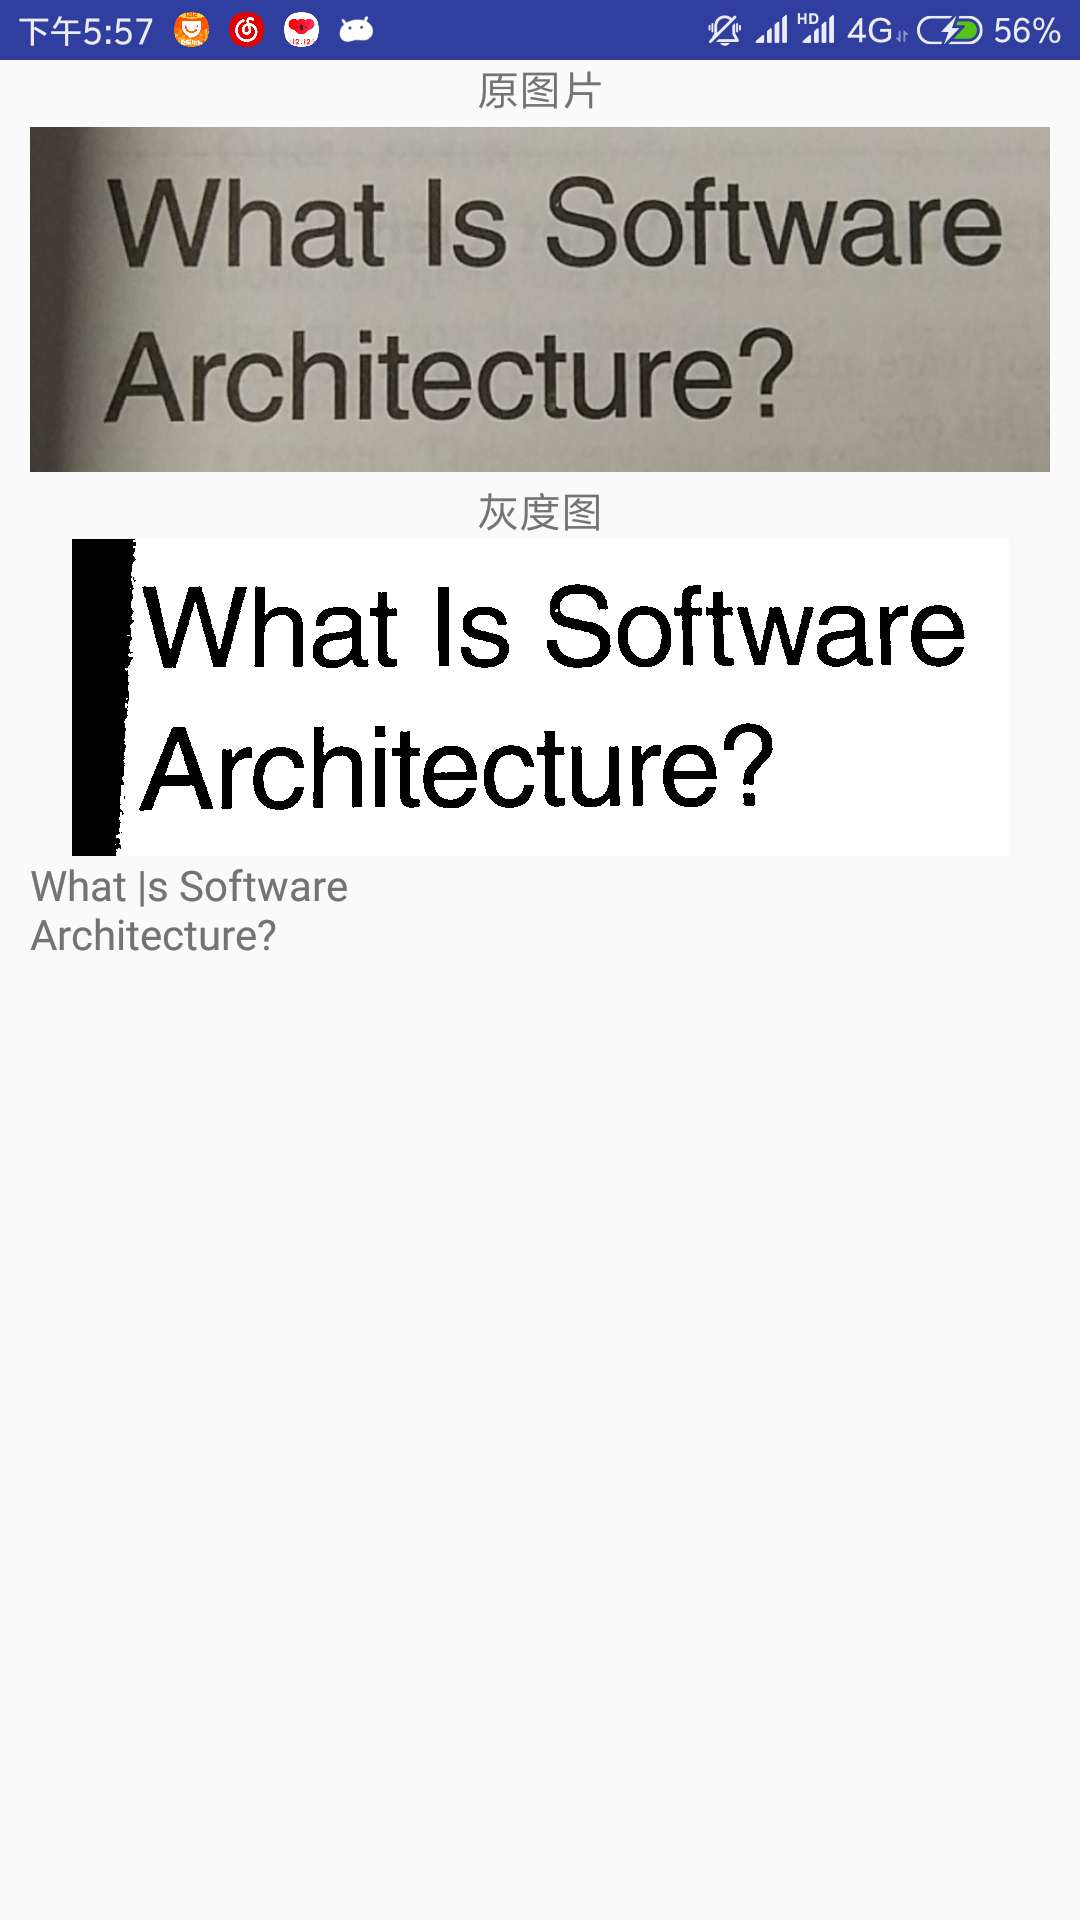 下午5:57 HD 4G 56%
原图片
What Is Software
Architecture?
灰度图
What Is Software
Architecture?
What |s Software
Architecture?